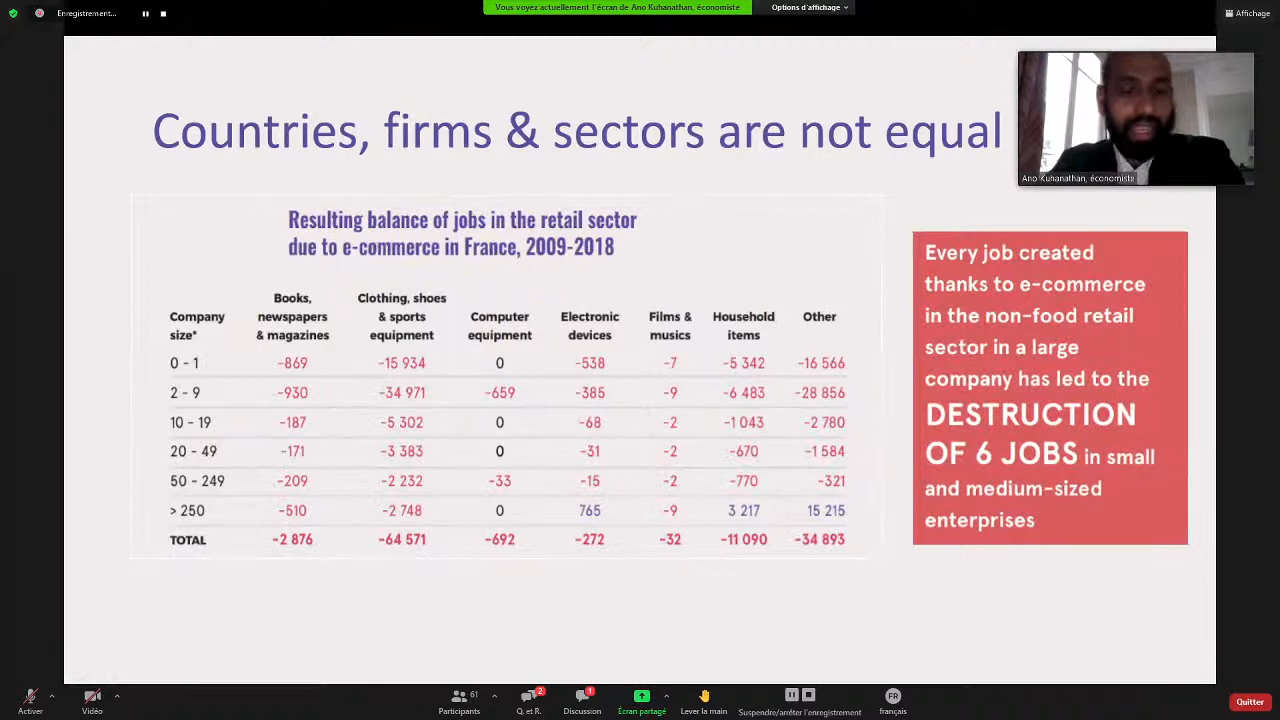 Enregistrement...
Vous voyez actuellement l'écran de Ano Kuhanathan, économiste
Options d'affichage
Affichage
Countries, firms & sectors are not equal
Ano Kuhanathan, économiste
Resulting balance of jobs in the retail sector
due to e-commerce in France, 2009-2018
Company size* Books, newspapers & magazines Clothing, shoes & sports equipment Computer equipment Electronic devices Films & musics Household items Other
0 - 1 -869 -15 934 0 -538 -7 -5 342 -16 566
2 - 9 -930 -34 971 -659 -385 -9 -6 483 -28 856
10 - 19 -187 -5 302 0 -68 -2 -1 043 -2 780
20 - 49 -171 -3 383 0 -31 -2 -670 -1 584
50 - 249 -209 -2 232 -33 -15 -2 -770 -321
> 250 -510 -2 748 0 765 -9 3 217 15 215
TOTAL -2 876 -64 571 -692 -272 -32 -11 090 -34 893
Every job created
thanks to e-commerce
in the non-food retail
sector in a large
company has led to the
DESTRUCTION
OF 6 JOBS in small
and medium-sized
enterprises
Activer
Vidéo
61
Participants
2
Q. et R.
1
Discussion
Écran partagé
Lever la main
Suspendre/arrêter l'enregistrement
FR
français
Quitter